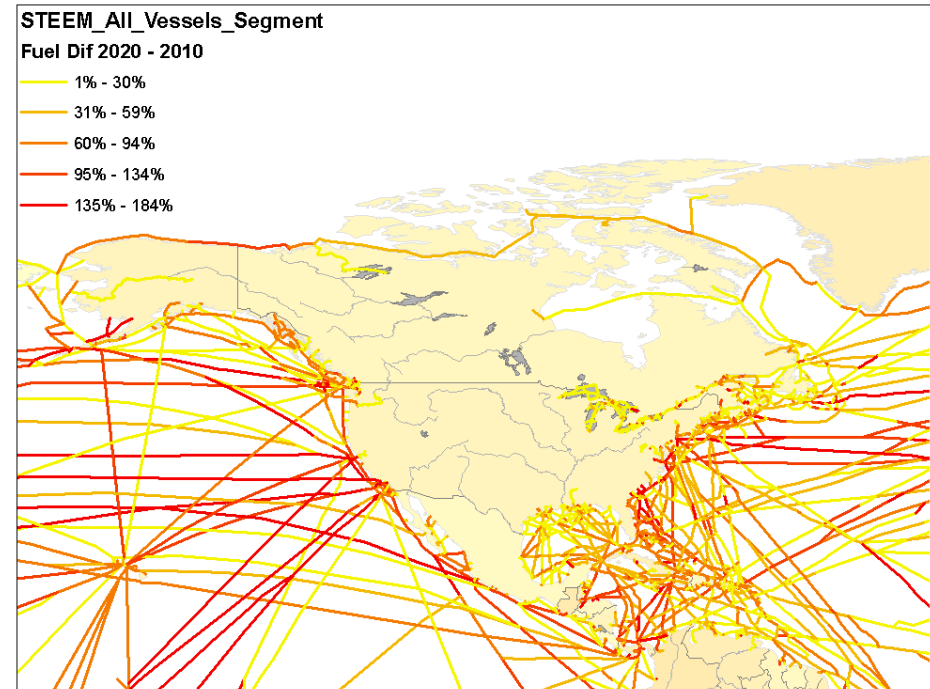 STEEM_All_Vessels_Segment
Fuel Dif 2020 - 2010
1% - 30%
31% - 59%
60% - 94%
95% - 134%
135% - 184%